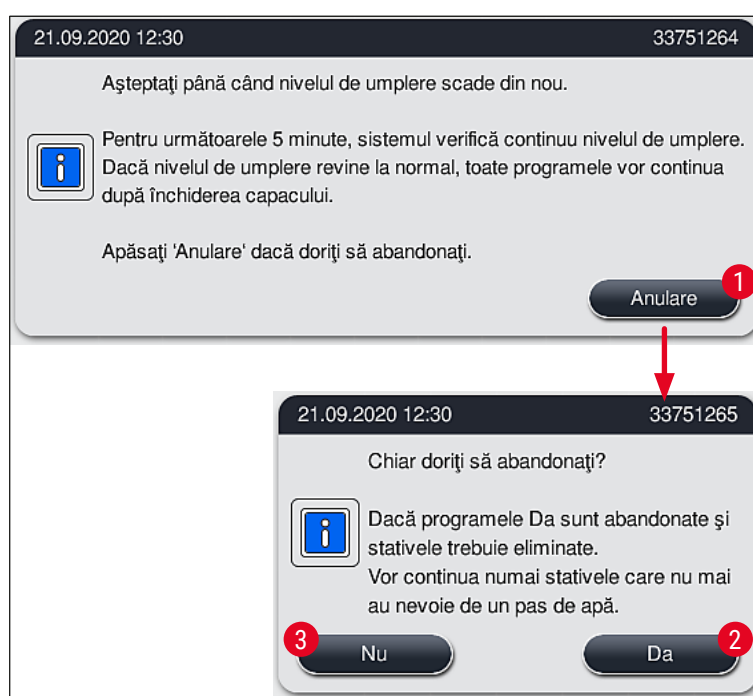 21.09.2020 12:30 33751264
Aşteptaţi până când nivelul de umplere scade din nou.
Pentru următoarele 5 minute, sistemul verifică continuu nivelul de umplere.
Dacă nivelul de umplere revine la normal, toate programele vor continua
după închiderea capacului.
Apăsaţi 'Anulare' dacă doriţi să abandonaţi.
Anulare 1
21.09.2020 12:30 33751265
Chiar doriţi să abandonaţi?
Dacă programele Da sunt abandonate şi
stativele trebuie eliminate.
Vor continua numai stativele care nu mai
au nevoie de un pas de apă.
3 Nu Da 2